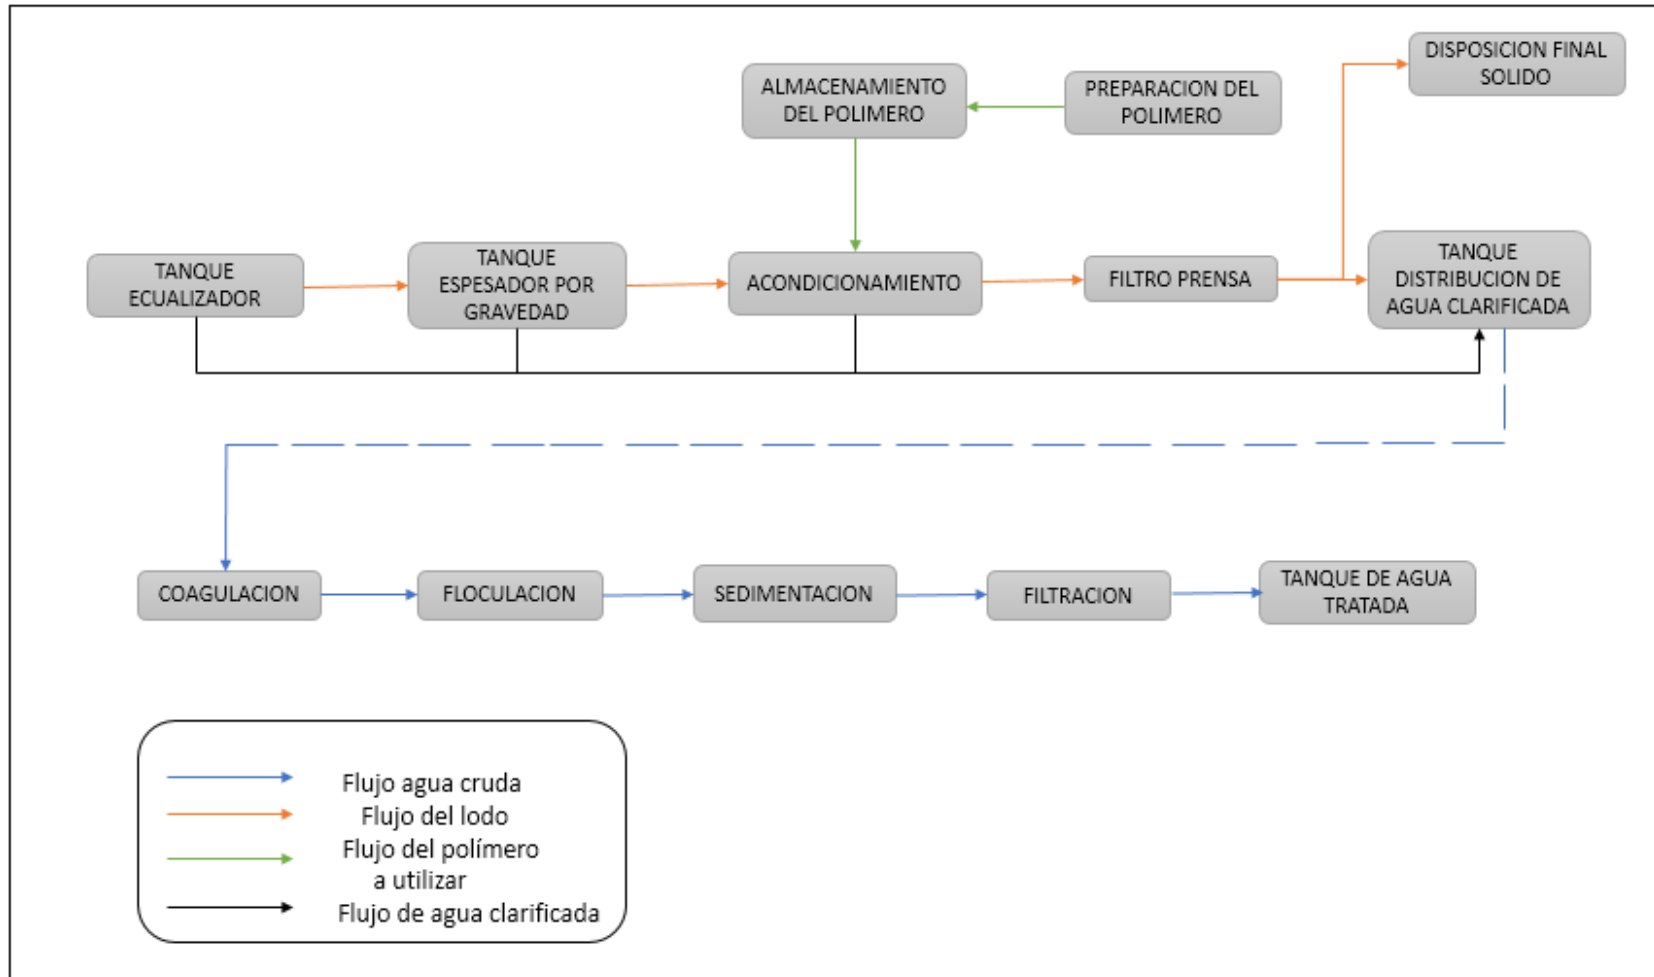 DISPOSICION FINAL
SOLIDO
ALMACENAMIENTO
DEL POLIMERO
PREPARACION DEL
POLIMERO
TANQUE
ECUALIZADOR
TANQUE
ESPESADOR POR
GRAVEDAD
ACONDICIONAMIENTO
FILTRO PRENSA
TANQUE
DISTRIBUCION DE
AGUA CLARIFICADA
COAGULACION
FLOCULACION
SEDIMENTACION
FILTRACION
TANQUE DE AGUA
TRATADA
Flujo agua cruda
Flujo del lodo
Flujo del polímero
a utilizar
Flujo de agua clarificada